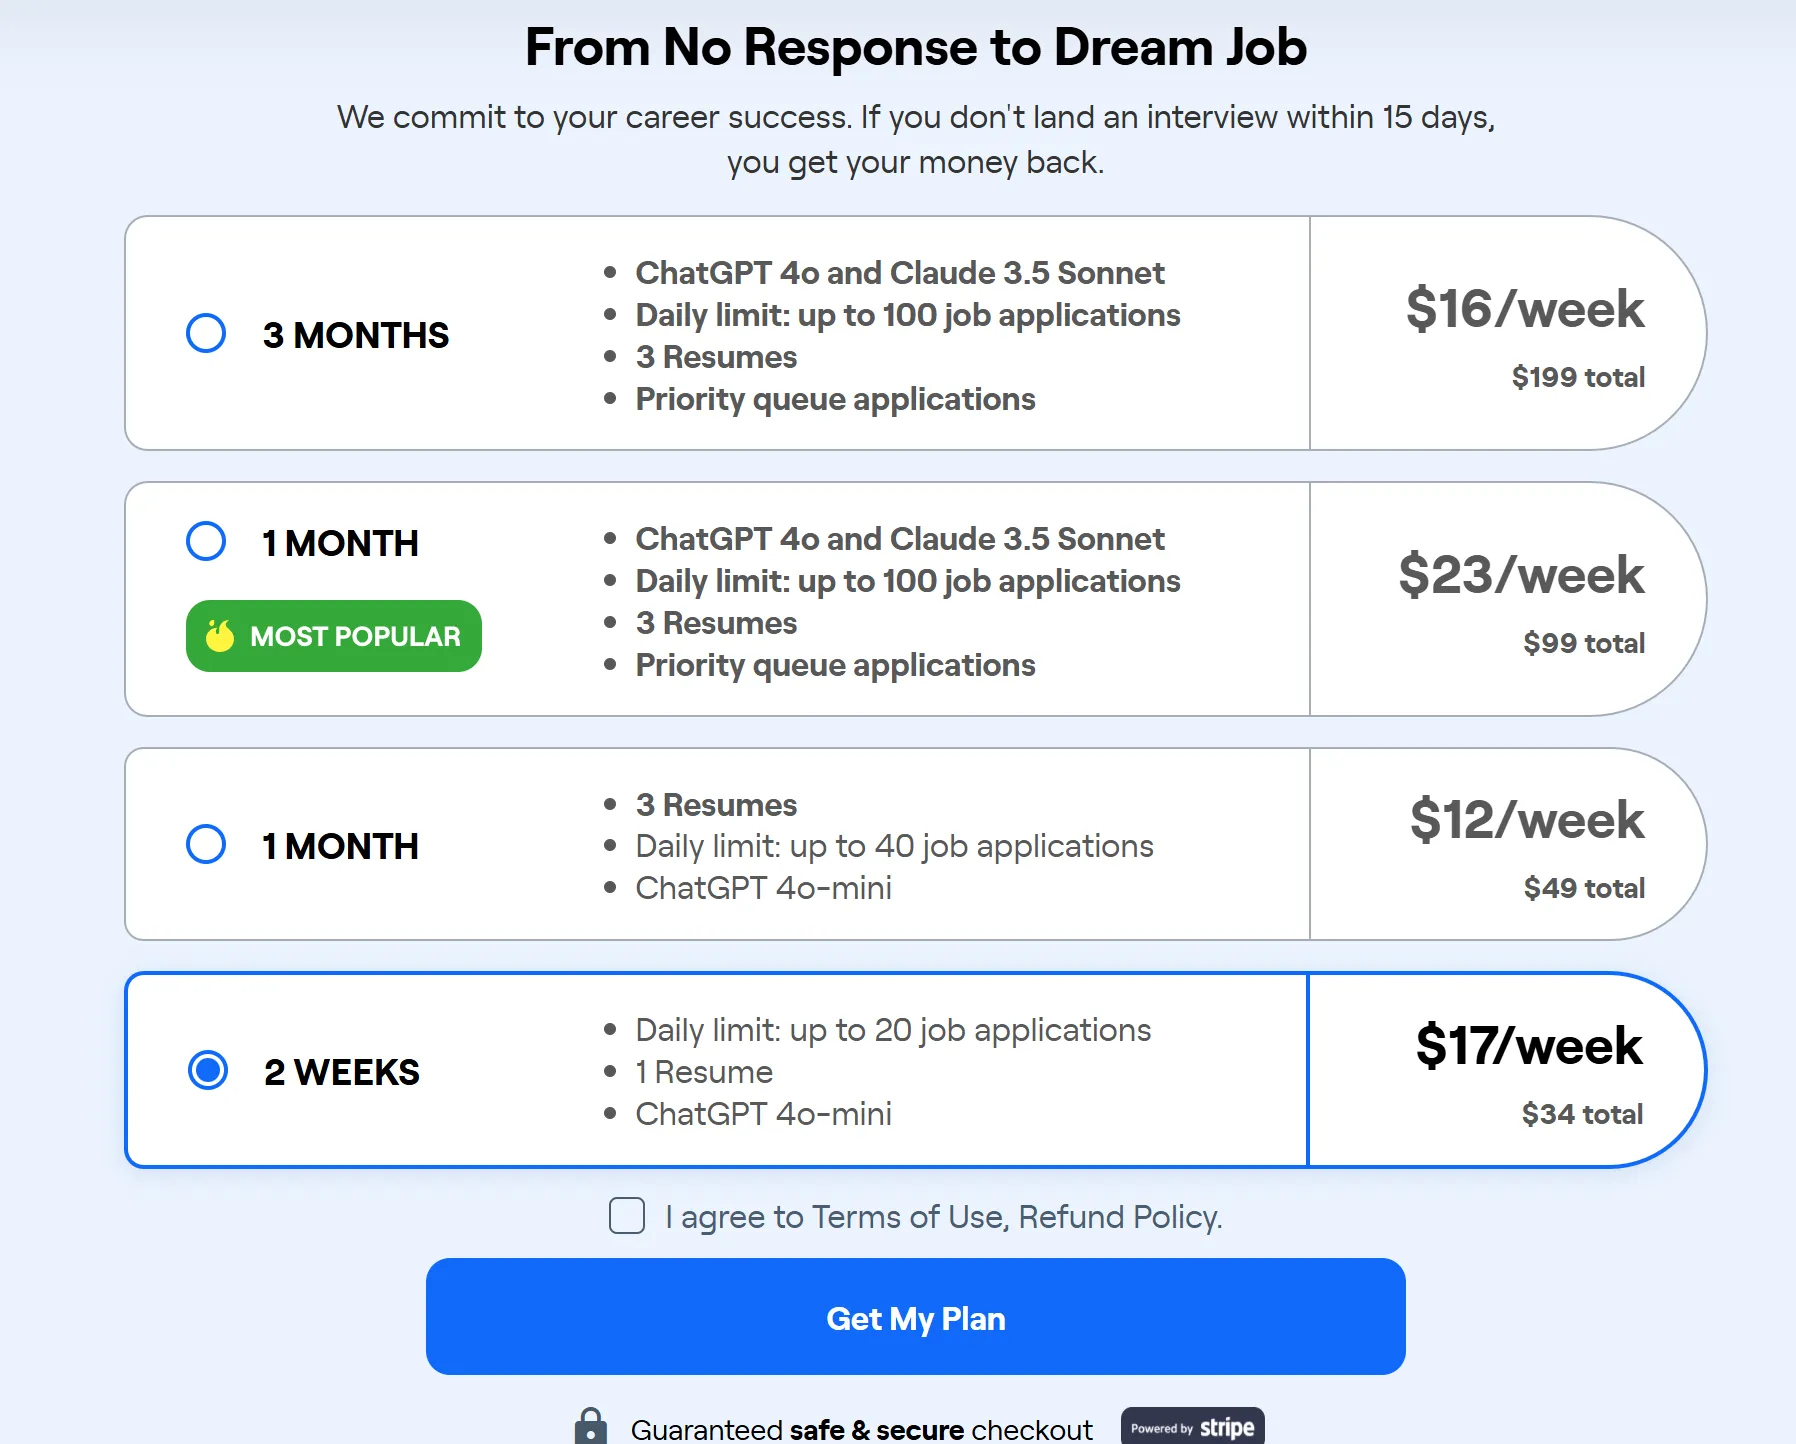 From No Response to Dream Job
We commit to your career success. If you don't land an interview within 15 days,
you get your money back.
3 MONTHS
• ChatGPT 4o and Claude 3.5 Sonnet
• Daily limit: up to 100 job applications
• 3 Resumes
• Priority queue applications
$16/week
$199 total
1 MONTH
MOST POPULAR
• ChatGPT 4o and Claude 3.5 Sonnet
• Daily limit: up to 100 job applications
• 3 Resumes
• Priority queue applications
$23/week
$99 total
1 MONTH
• 3 Resumes
• Daily limit: up to 40 job applications
• ChatGPT 4o-mini
$12/week
$49 total
2 WEEKS
• Daily limit: up to 20 job applications
• 1 Resume
• ChatGPT 4o-mini
$17/week
$34 total
I agree to Terms of Use, Refund Policy.
Get My Plan
Guaranteed safe & secure checkout
Powered by stripe